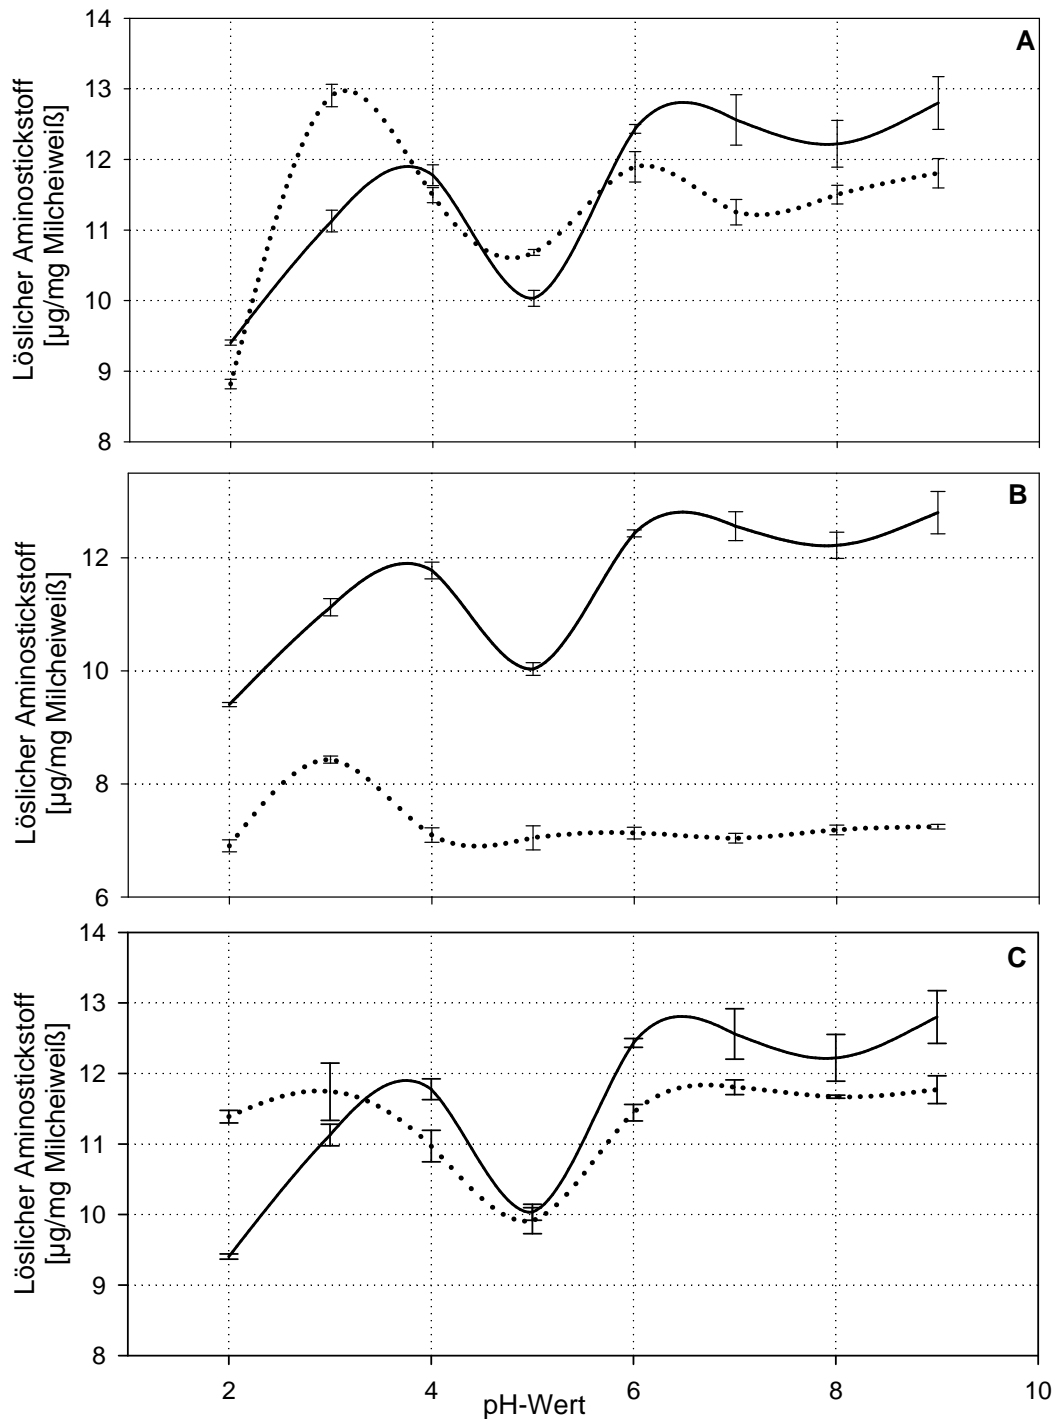 14
13
12
11
10
9
8
Löslicher Aminostickstoff
[µg/mg Milcheiweiß]
A
12
10
8
6
Löslicher Aminostickstoff
[µg/mg Milcheiweiß]
B
14
13
12
11
10
9
8
Löslicher Aminostickstoff
[µg/mg Milcheiweiß]
C
2 4 6 8 10
pH-Wert